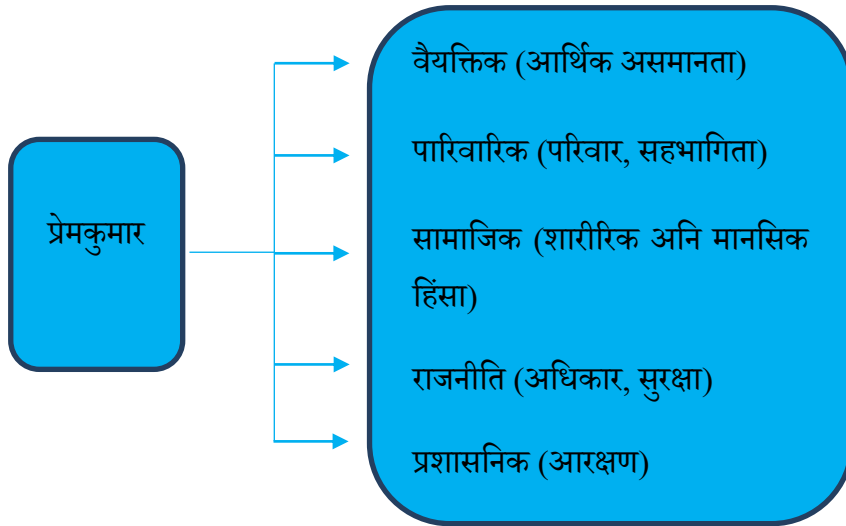 प्रेमकुमार
वैयक्तिक (आर्थिक असमानता)
पारिवारिक (परिवार, सहभागिता)
सामाजिक (शारीरिक अनि मानसिक
हिंसा)
राजनीति (अधिकार, सुरक्षा)
प्रशासनिक (आरक्षण)